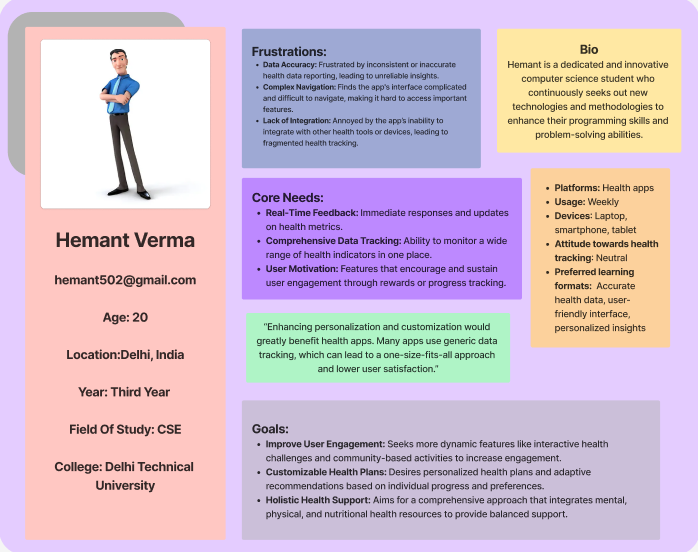 Hemant Verma
hemant502@gmail.com
Age: 20
Location:Delhi, India
Year: Third Year
Field Of Study: CSE
College: Delhi Technical
University
Frustrations:
• Data Accuracy: Frustrated by inconsistent or inaccurate
health data reporting, leading to unreliable insights.
• Complex Navigation: Finds the app's interface complicated
and difficult to navigate, making it hard to access important
features.
• Lack of Integration: Annoyed by the app's inability to
integrate with other health tools or devices, leading to
fragmented health tracking.
Bio
Hemant is a dedicated and innovative
computer science student who
continuously seeks out new
technologies and methodologies to
enhance their programming skills and
problem-solving abilities.
Core Needs:
• Real-Time Feedback: Immediate responses and updates
on health metrics.
• Comprehensive Data Tracking: Ability to monitor a wide
range of health indicators in one place.
• User Motivation: Features that encourage and sustain
user engagement through rewards or progress tracking.
• Platforms: Health apps
• Usage: Weekly
• Devices: Laptop,
smartphone, tablet
• Attitude towards health
tracking: Neutral
• Preferred learning
formats: Accurate
health data, user-
friendly interface,
personalized insights
"Enhancing personalization and customization would
greatly benefit health apps. Many apps use generic data
tracking, which can lead to a one-size-fits-all approach
and lower user satisfaction."
Goals:
• Improve User Engagement: Seeks more dynamic features like interactive health
challenges and community-based activities to increase engagement.
• Customizable Health Plans: Desires personalized health plans and adaptive
recommendations based on individual progress and preferences.
• Holistic Health Support: Aims for a comprehensive approach that integrates mental,
physical, and nutritional health resources to provide balanced support.